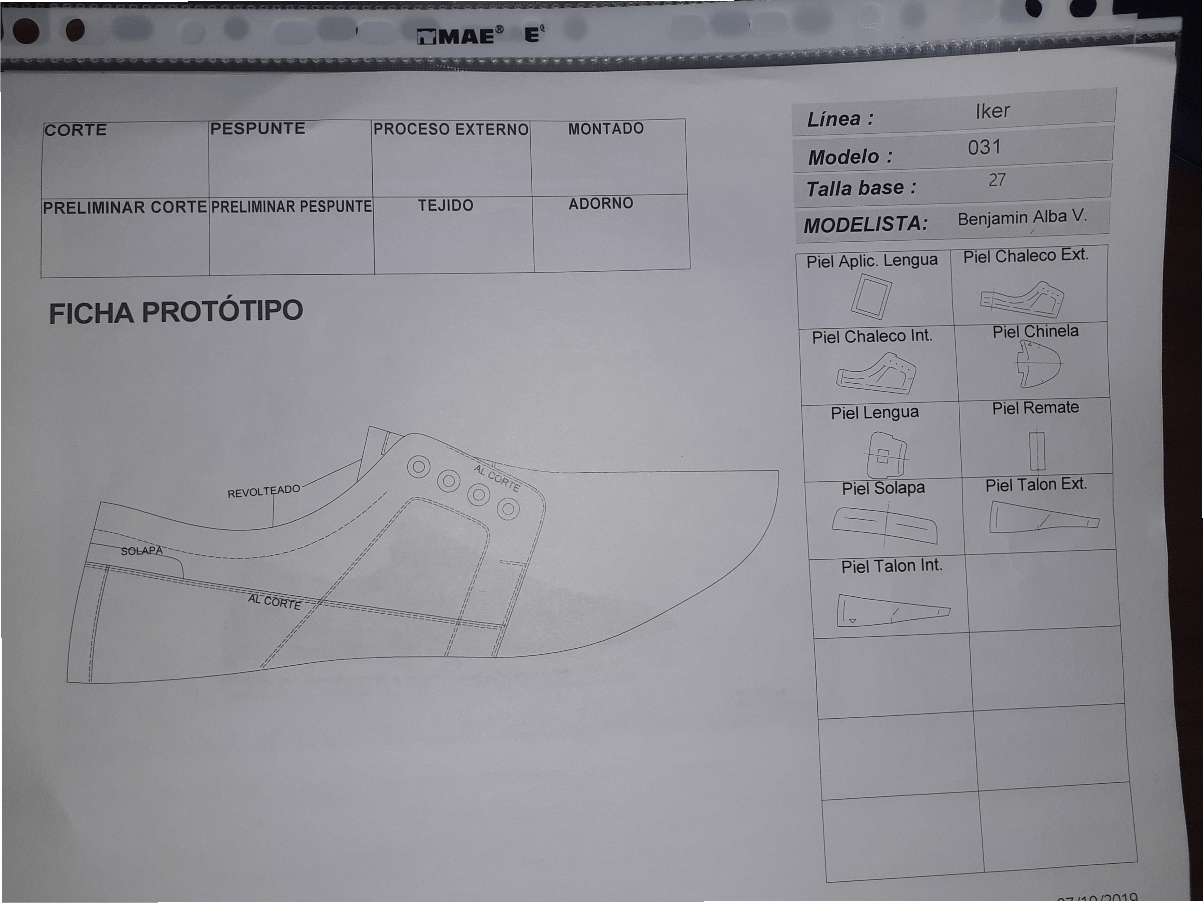 MAE® E
CORTE PESPUNTE PROCESO EXTERNO MONTADO
PRELIMINAR CORTE PRELIMINAR PESPUNTE TEJIDO ADORNO
Línea : Iker
Modelo : 031
Talla base : 27
MODELISTA: Benjamin Alba V.
FICHA PROTÓTIPO
REVOLTEADO
AL CORTE
SOLAPA
AL CORTE
Piel Aplic. Lengua Piel Chaleco Ext.
Piel Chaleco Int. Piel Chinela
Piel Lengua Piel Remate
Piel Solapa Piel Talon Ext.
Piel Talon Int.
07/10/2019